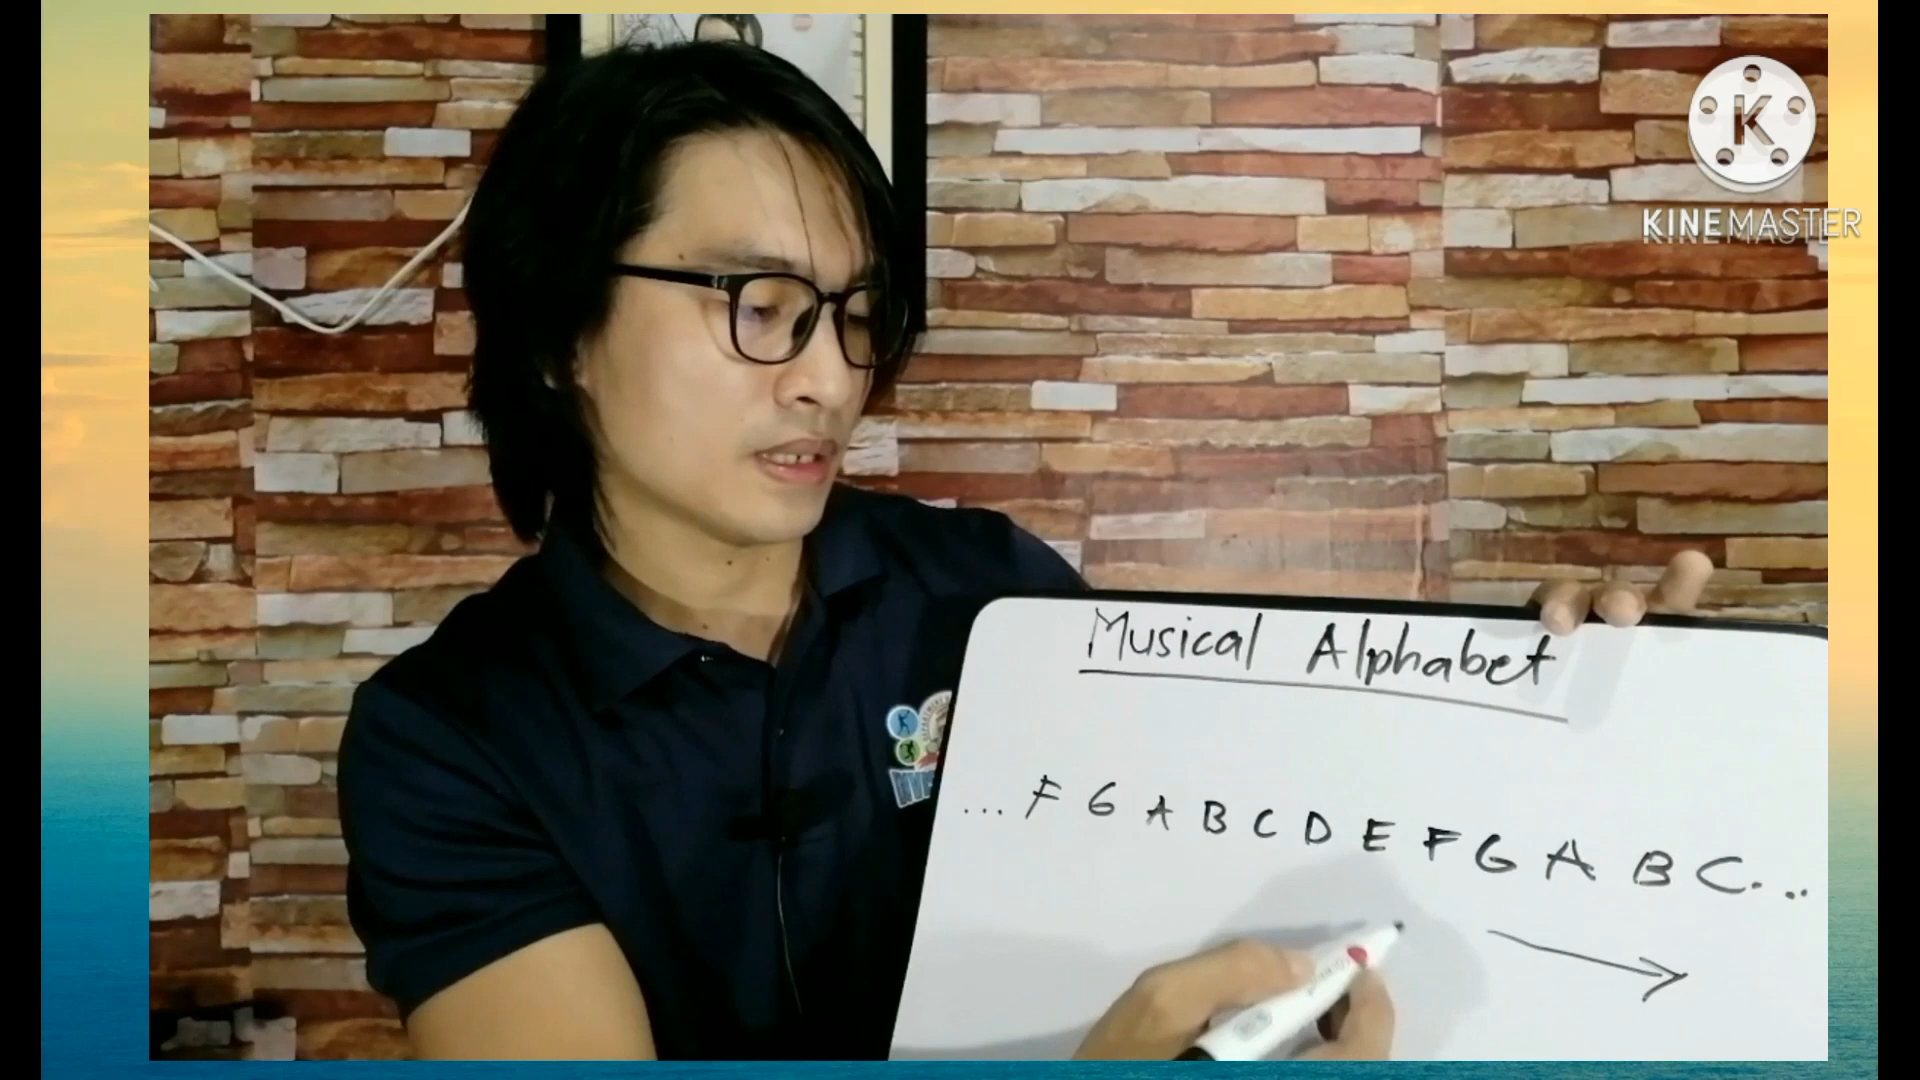 KINEMASTER
K
Musical Alphabet
... F G A B C D E F G A B C...